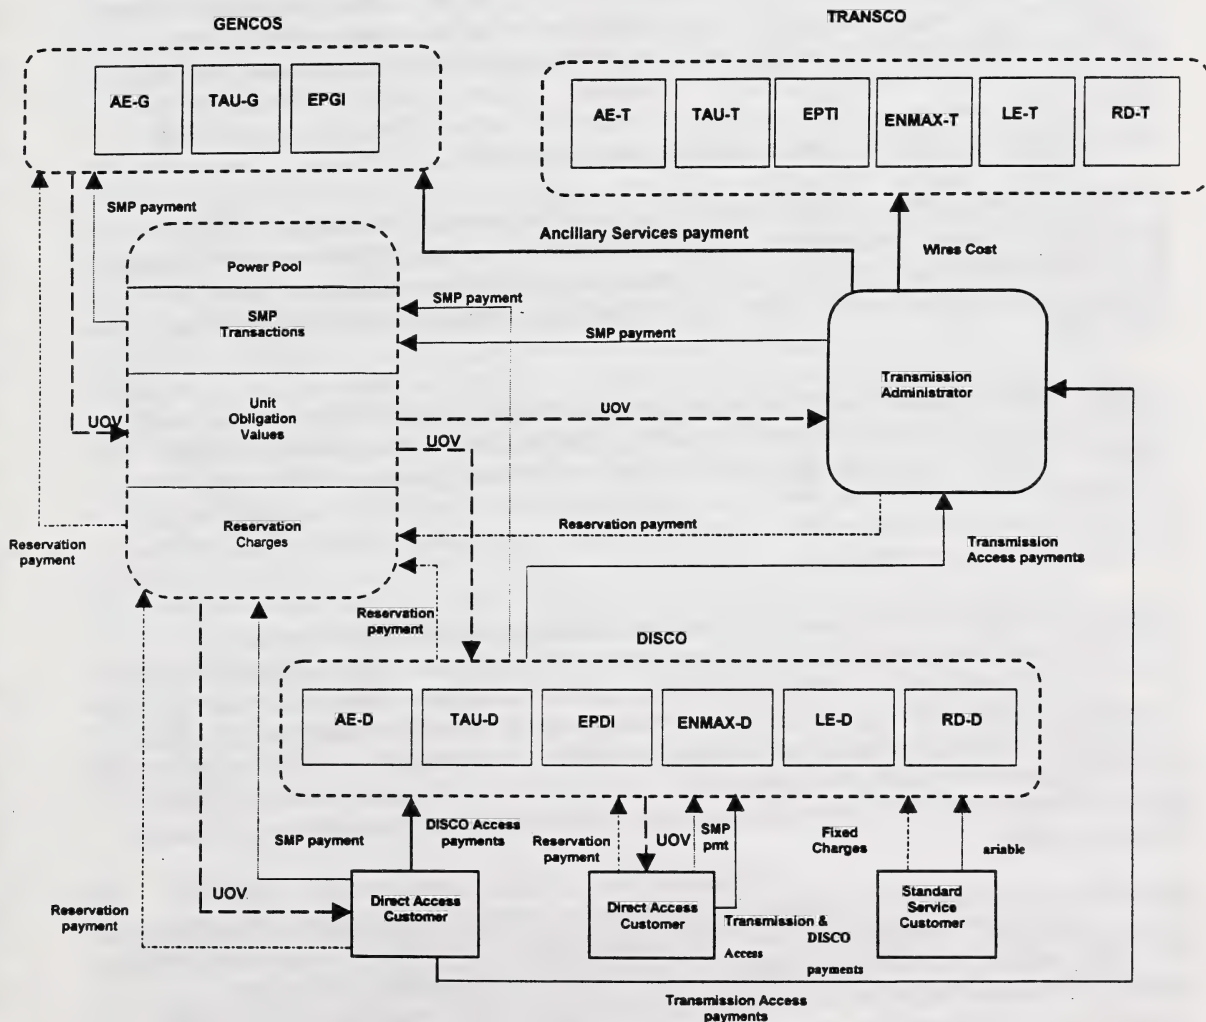 GENCOS
TRANSCO
AE-G
TAU-G
EPGI
AE-T
TAU-T
EPTI
ENMAX-T
LE-T
RD-T
SMP payment
Ancillary Services payment
Wires Cost
Power Pool
SMP payment
SMP
Transactions
SMP payment
Transmission
Administrator
Unit
Obligation
Values
UOV
UOV
UOV
Reservation
Charges
Reservation payment
Reservation
payment
Transmission
Access payments
Reservation
payment
DISCO
AE-D
TAU-D
EPDI
ENMAX-D
LE-D
RD-D
SMP payment
DISCO Access
payments
Reservation
payment
UOV
SMP
pmt
Fixed
Charges
ariable
UOV
Reservation
payment
Direct Access
Customer
Direct Access
Customer
Transmission &
DISCO
Access
payments
Standard
Service
Customer
Transmission Access
payments